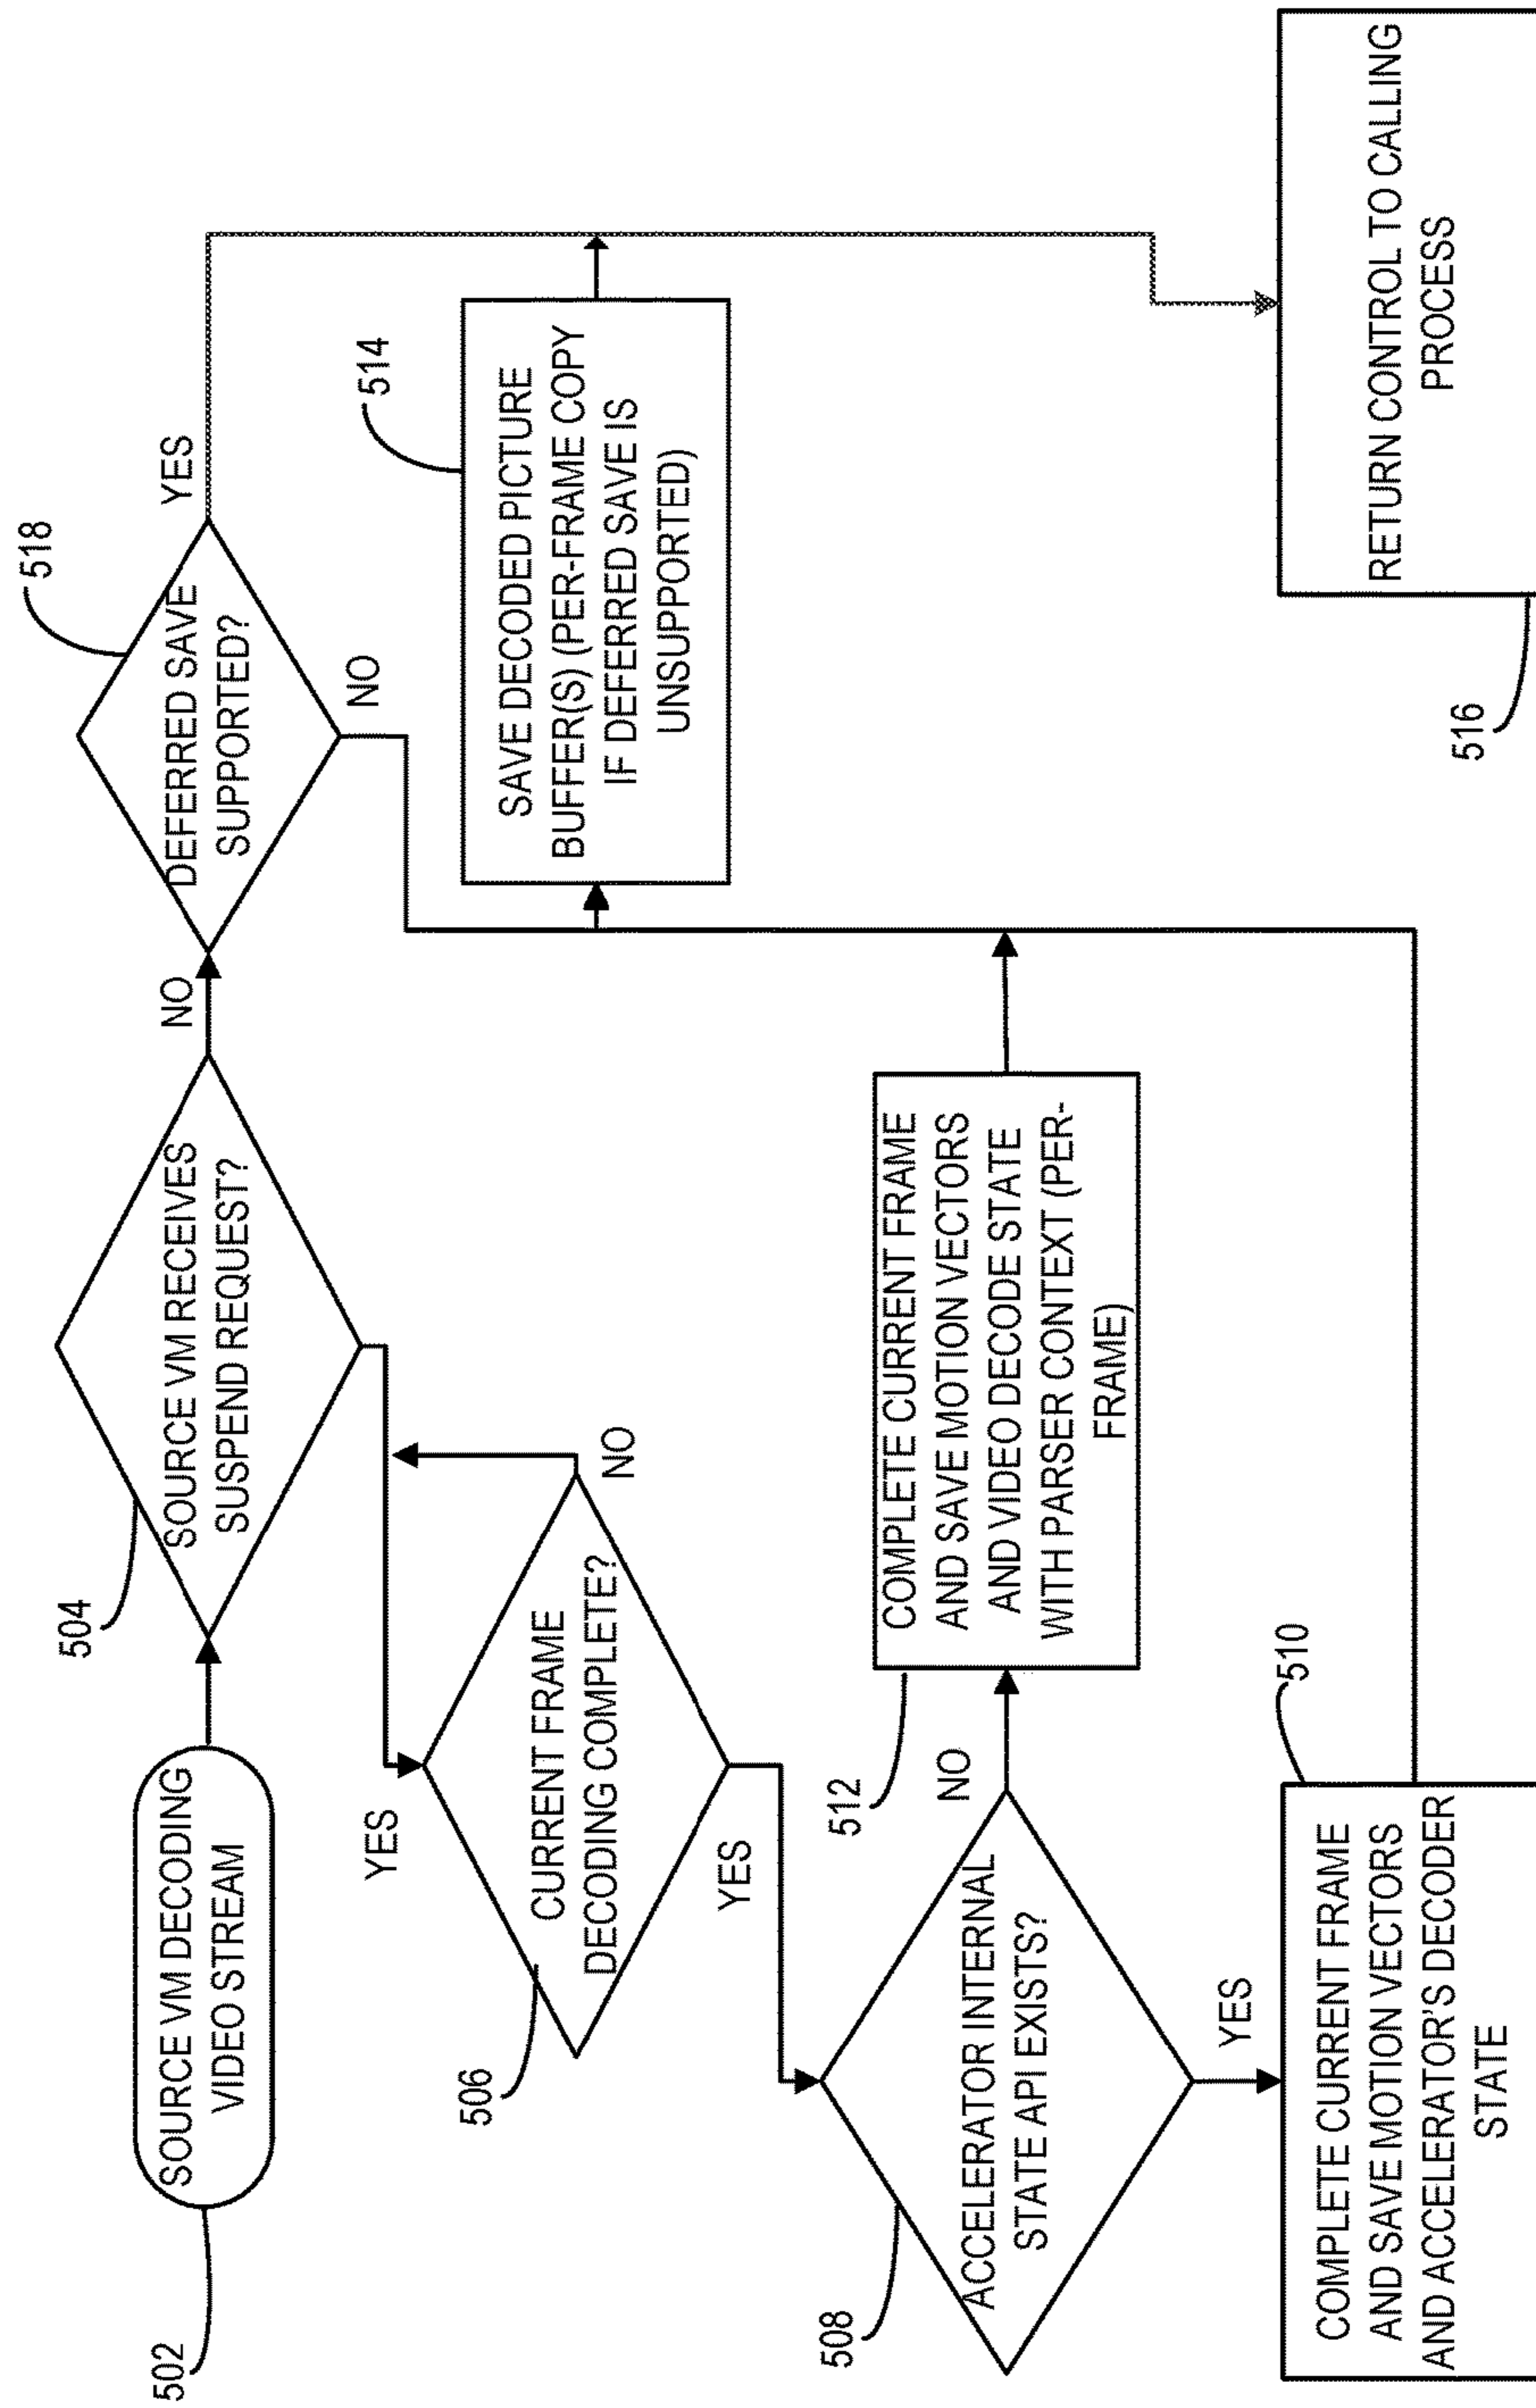 502
SOURCE VM DECODING
VIDEO STREAM
504
SOURCE VM RECEIVES
SUSPEND REQUEST?
NO
518
DEFERRED SAVE
SUPPORTED?
YES
NO
YES
506
CURRENT FRAME
DECODING COMPLETE?
NO
YES
514
SAVE DECODED PICTURE
BUFFER(S) (PER-FRAME COPY
IF DEFERRED SAVE IS
UNSUPPORTED)
508
ACCELERATOR INTERNAL
STATE API EXISTS?
NO
512
COMPLETE CURRENT FRAME
AND SAVE MOTION VECTORS
AND VIDEO DECODE STATE
WITH PARSER CONTEXT (PER-
FRAME)
YES
510
COMPLETE CURRENT FRAME
AND SAVE MOTION VECTORS
AND ACCELERATOR'S DECODER
STATE
RETURN CONTROL TO CALLING
PROCESS
516